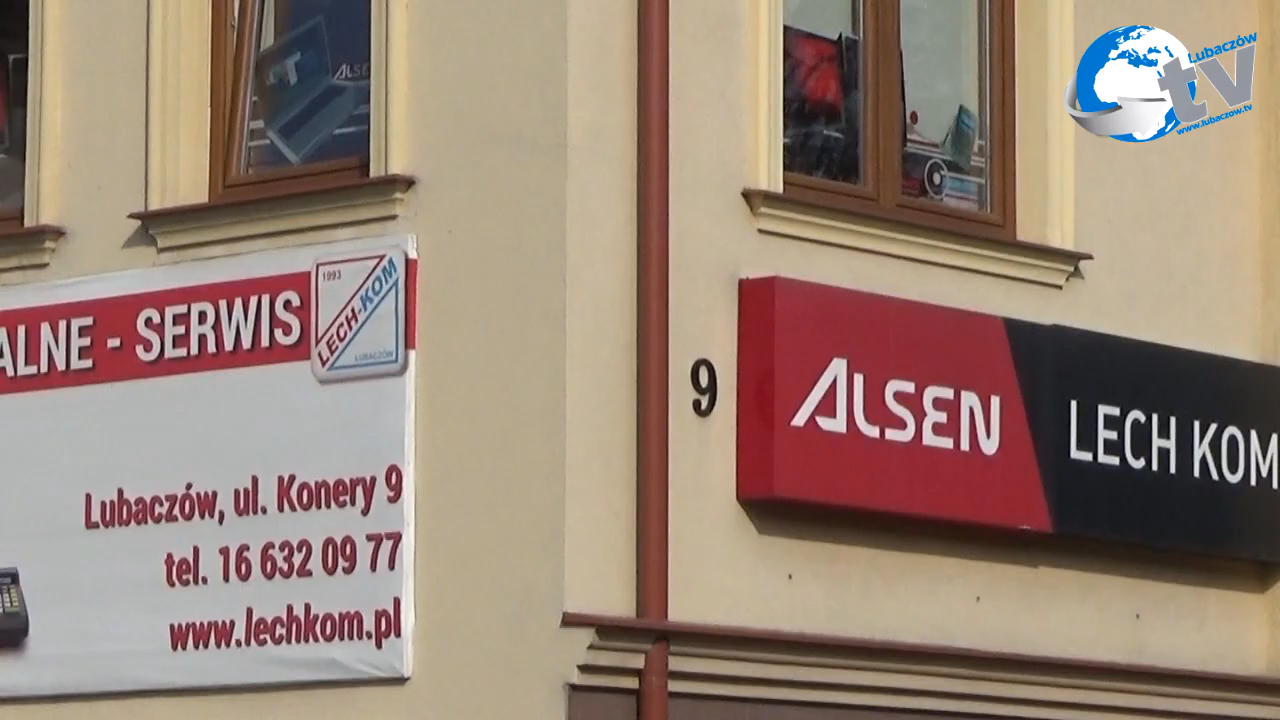 Lubaczów
tv
www.lubaczow.tv
ALSE
ALNE - SERWIS
1993
LECH-KOM
LUBACZÓW
Lubaczów, ul. Konery 9
tel. 16 632 09 77
www.lechkom.pl
9
ALSEN
LECH KOM